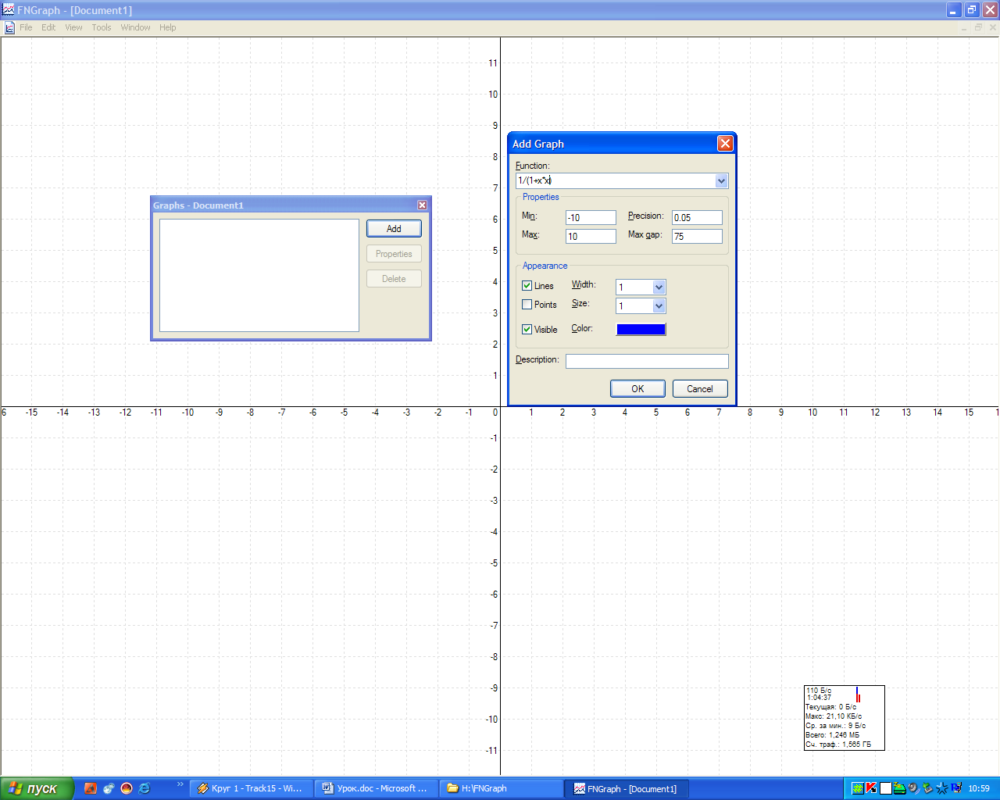 FNGraph - [Document1]
File Edit View Tools Window Help
11
10
9
8
7
6
5
4
3
2
1
6 -15 -14 -13 -12 -11 -10 -9 -8 -7 -6 -5 -4 -3 -2 -1 0 1 2 3 4 5 6 7 8 9 10 11 12 13 14 15 1
-1
-2
-3
-4
-5
-6
-7
-8
-9
-10
-11
Graphs - Document1
Add
Properties
Delete
Add Graph
Function:
1/(1+x*x)
Properties
Min: -10 Precision: 0.05
Max: 10 Max gap: 75
Appearance
Lines Width: 1
Points Size: 1
Visible Color:
Description:
OK Cancel
110 Б/с
1:04:37
Текущая: 0 Б/с
Макс: 21,10 КБ/с
Ср. за мин.: 9 Б/с
Всего: 1,246 МБ
Сч. траф.: 1,565 ГБ
пуск » Круг 1 - Track15 - Wi... Урок.doc - Microsoft ... H:\FNGraph FNGraph - [Document1] 10:59